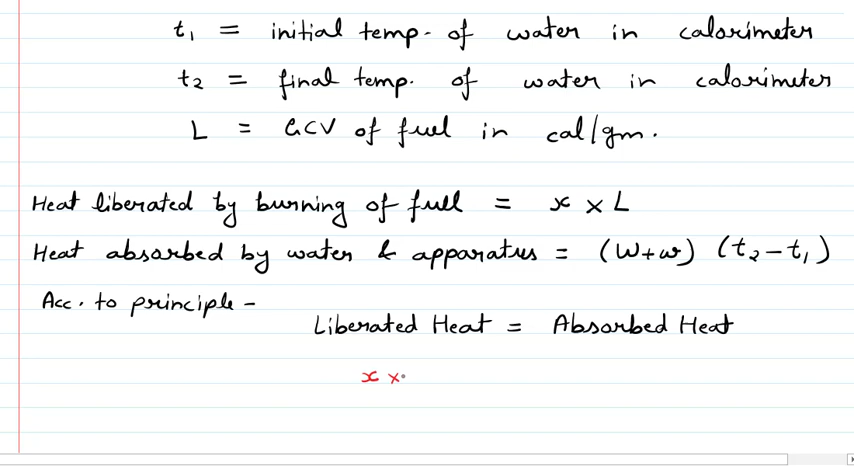 t₁ = initial temp. of water in calorimeter
t₂ = final temp. of water in calorimeter
L = GCV of fuel in cal/gm.
Heat liberated by burning of full = x × L
Heat absorbed by water & apparatus = (W+w) (t₂-t₁)
Acc. to principle -
Liberated Heat = Absorbed Heat
x ×